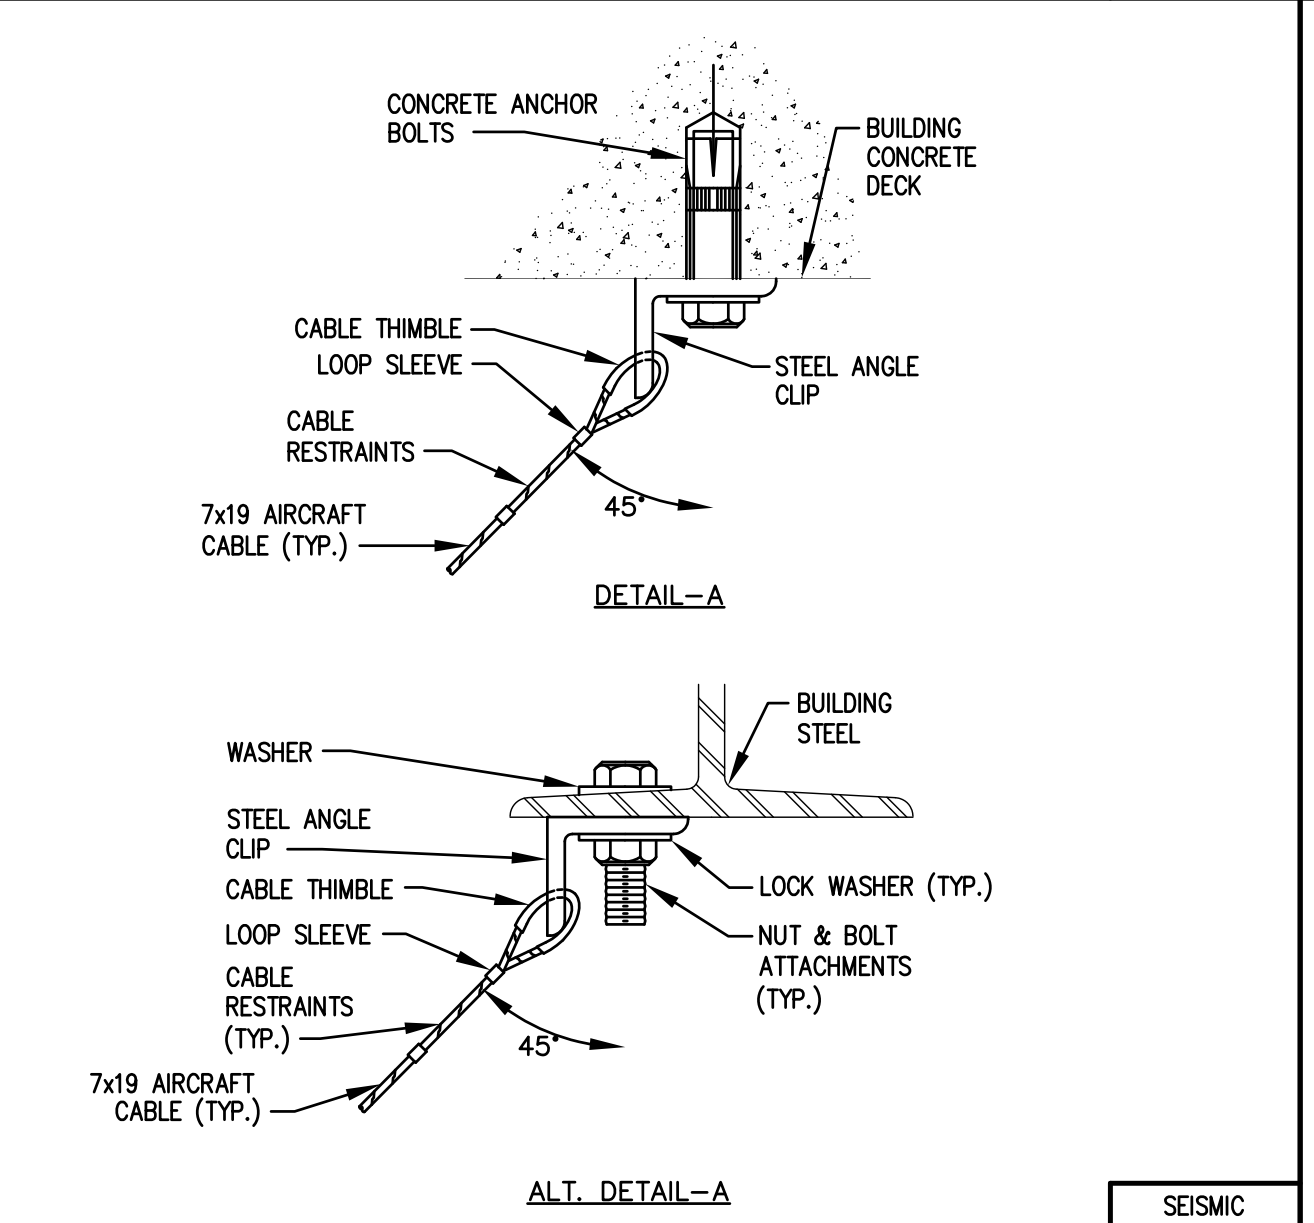 CONCRETE ANCHOR
BOLTS
BUILDING
CONCRETE
DECK
CABLE THIMBLE
LOOP SLEEVE
STEEL ANGLE
CLIP
CABLE
RESTRAINTS
45°
7x19 AIRCRAFT
CABLE (TYP.)
DETAIL-A
BUILDING
STEEL
WASHER
STEEL ANGLE
CLIP
CABLE THIMBLE
LOCK WASHER (TYP.)
LOOP SLEEVE
NUT & BOLT
ATTACHMENTS
(TYP.)
CABLE
RESTRAINTS
(TYP.)
45°
7x19 AIRCRAFT
CABLE (TYP.)
ALT. DETAIL-A
SEISMIC